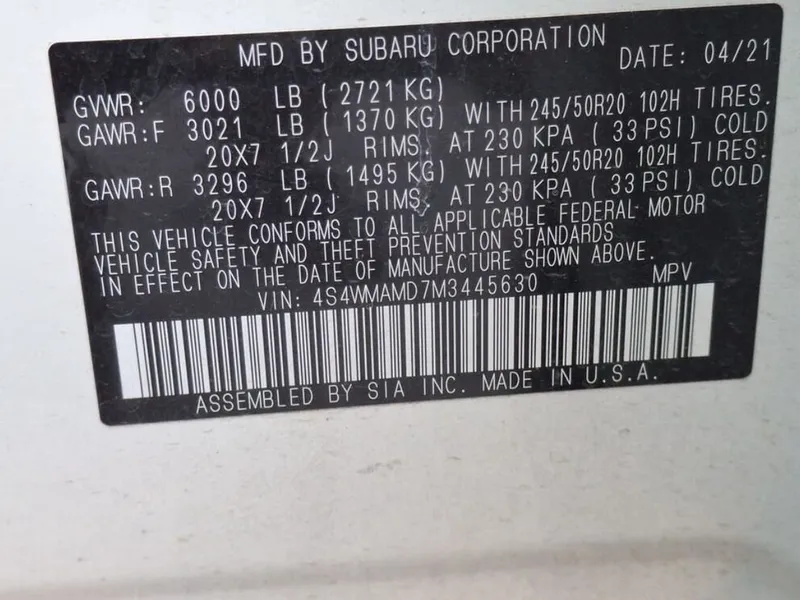 MFD BY SUBARU CORPORATION DATE: 04/21
GVWR: 6000 LB ( 2721 KG)
GAWR:F 3021 LB ( 1370 KG) WITH 245/50R20 102H TIRES.
20X7 1/2J RIMS. AT 230 KPA ( 33 PSI) COLD
GAWR:R 3296 LB ( 1495 KG) WITH 245/50R20 102H TIRES.
20X7 1/2J RIMS. AT 230 KPA ( 33 PSI) COLD
THIS VEHICLE CONFORMS TO ALL APPLICABLE FEDERAL MOTOR
VEHICLE SAFETY AND THEFT PREVENTION STANDARDS
IN EFFECT ON THE DATE OF MANUFACTURE SHOWN ABOVE.
VIN: 4S4WMAMD7M3445630 MPV
ASSEMBLED BY SIA INC. MADE IN U.S.A.